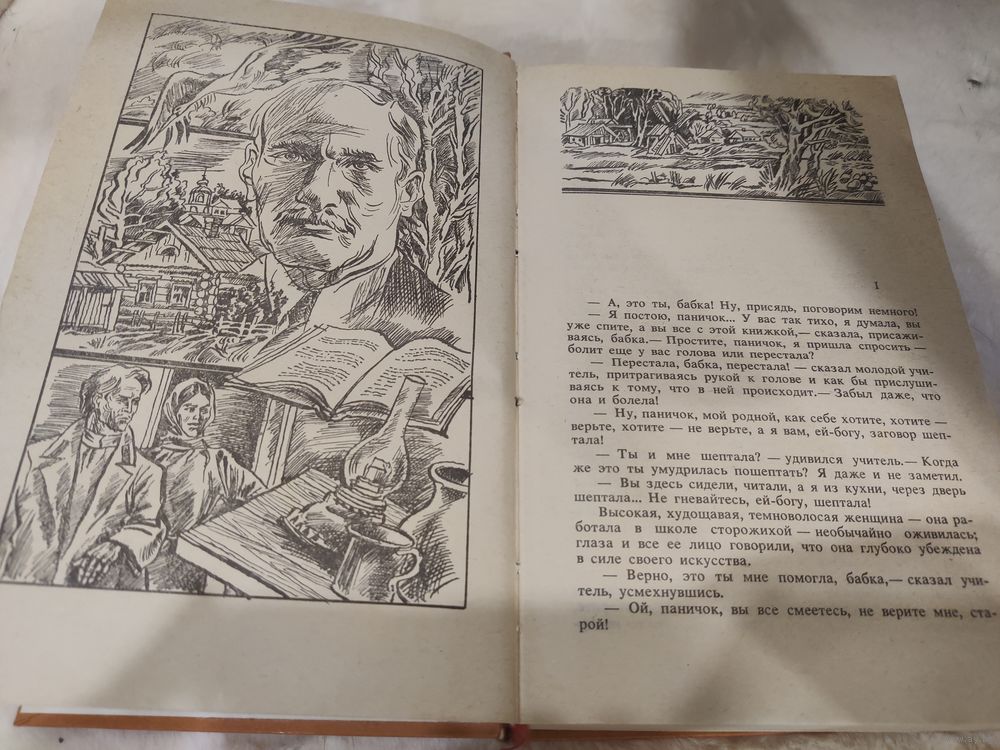 I
— А, это ты, бабка! Ну, присядь, поговорим немного!
— Я постою, паничок... У вас так тихо, я думала, вы
уже спите, а вы все с этой книжкой,— сказала, присажи-
ваясь, бабка.— Простите, паничок, я пришла спросить —
болит еще у вас голова или перестала?
— Перестала, бабка, перестала! — сказал молодой учи-
тель, притрагиваясь рукой к голове и как бы прислуши-
ваясь к тому, что в ней происходит.— Забыл даже, что
она и болела!
— Ну, паничок, мой родной, как себе хотите, хотите —
верьте, хотите — не верьте, а я вам, ей-богу, заговор шеп-
тала!
— Ты и мне шептала? — удивился учитель.— Когда
же это ты умудрилась пошептать? Я даже и не заметил.
— Вы здесь сидели, читали, а я из кухни, через дверь
шептала... Не гневайтесь, ей-богу, шептала!
Высокая, худощавая, темноволосая женщина — она ра-
ботала в школе сторожихой — необычайно оживилась;
глаза и все ее лицо говорили, что она глубоко убеждена
в силе своего искусства.
— Верно, это ты мне помогла, бабка,— сказал учи-
тель, усмехнувшись.
— Ой, паничок, вы все смеетесь, не верите мне, ста-
рой!